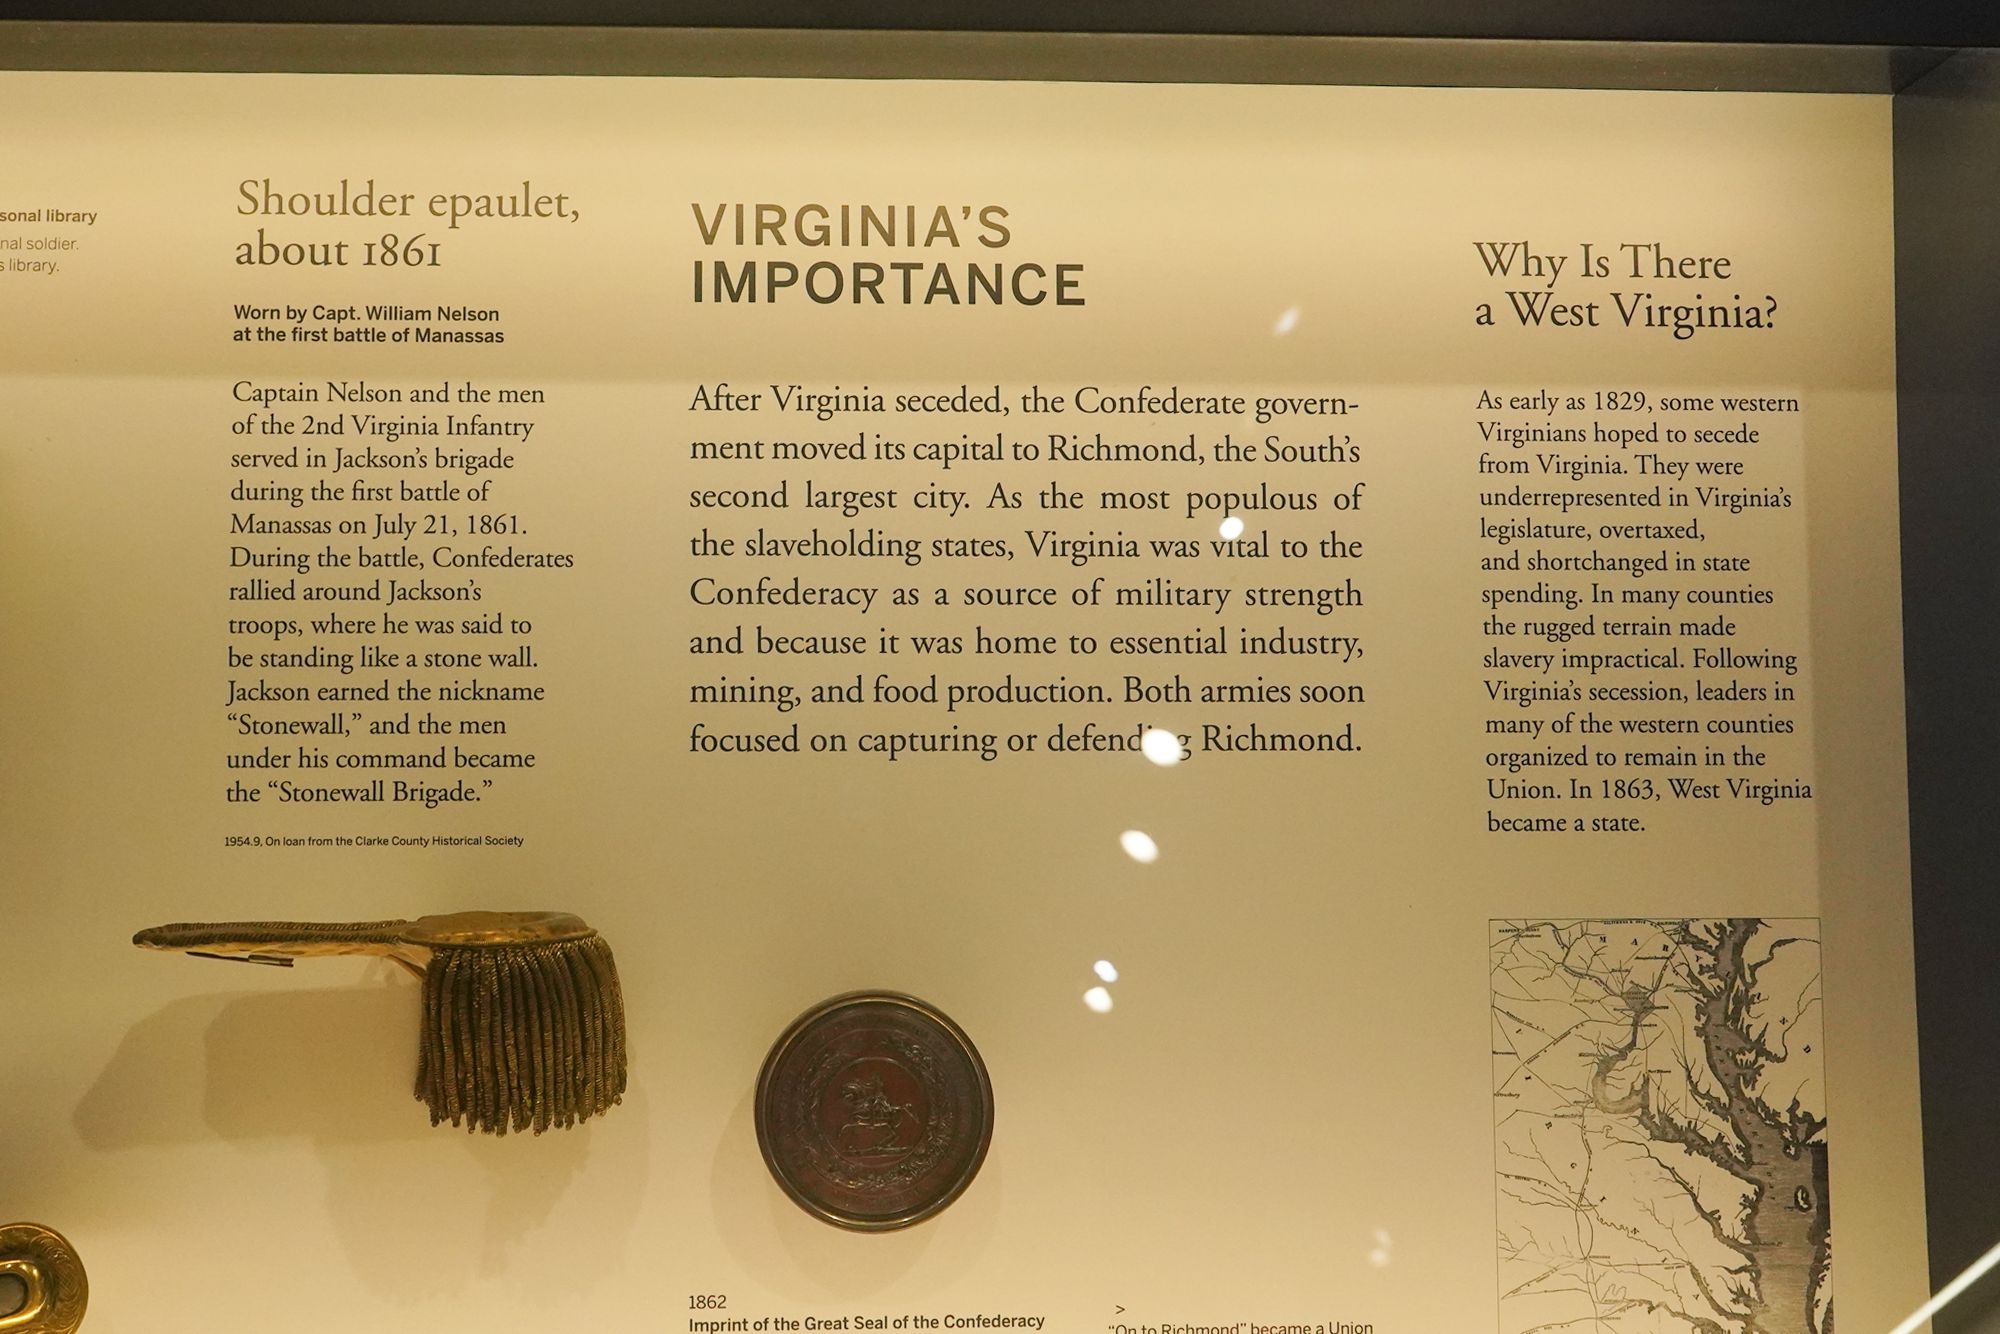 sonal library
nal soldier.
s library.
Shoulder epaulet,
about 1861
Worn by Capt. William Nelson
at the first battle of Manassas
Captain Nelson and the men
of the 2nd Virginia Infantry
served in Jackson's brigade
during the first battle of
Manassas on July 21, 1861.
During the battle, Confederates
rallied around Jackson's
troops, where he was said to
be standing like a stone wall.
Jackson earned the nickname
“Stonewall,” and the men
under his command became
the “Stonewall Brigade.”
1954.9, On loan from the Clarke County Historical Society
VIRGINIA'S
IMPORTANCE
After Virginia seceded, the Confederate govern-
ment moved its capital to Richmond, the South's
second largest city. As the most populous of
the slaveholding states, Virginia was vital to the
Confederacy as a source of military strength
and because it was home to essential industry,
mining, and food production. Both armies soon
focused on capturing or defending Richmond.
1862
Imprint of the Great Seal of the Confederacy
>
“On to Richmond” became a Union
Why Is There
a West Virginia?
As early as 1829, some western
Virginians hoped to secede
from Virginia. They were
underrepresented in Virginia's
legislature, overtaxed,
and shortchanged in state
spending. In many counties
the rugged terrain made
slavery impractical. Following
Virginia's secession, leaders in
many of the western counties
organized to remain in the
Union. In 1863, West Virginia
became a state.
M A R